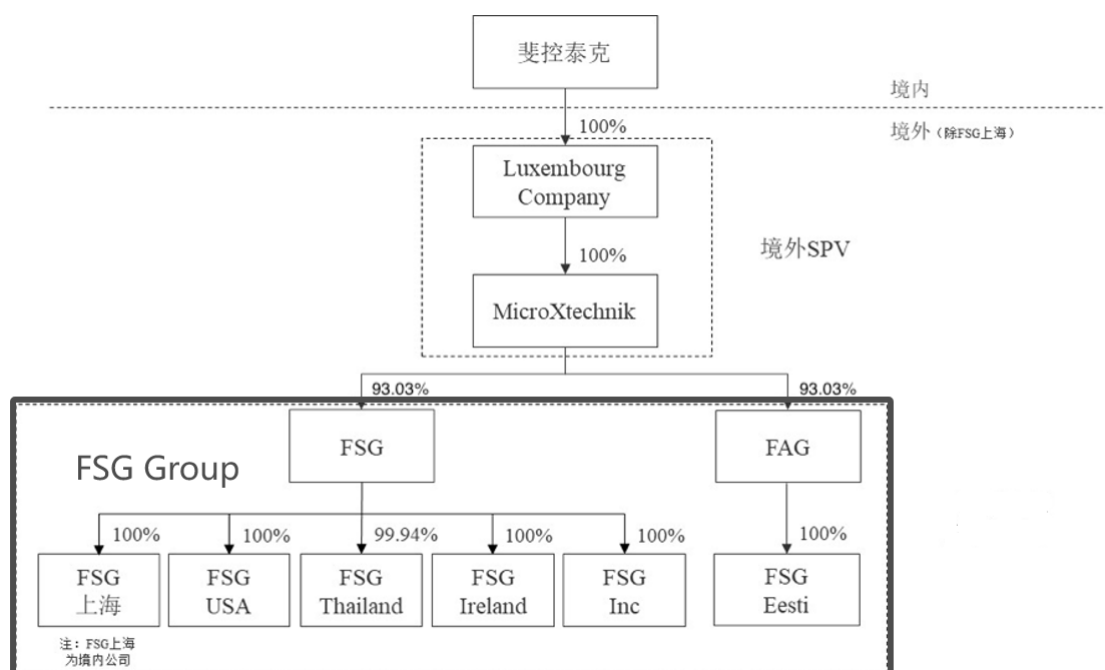 斐控泰克
境内
100%
境外（除FSG上海）
Luxembourg
Company
100%
境外SPV
MicroXtechnik
93.03%
93.03%
FSG
FAG
FSG Group
100%
100%
99.94%
100%
100%
100%
FSG
上海
FSG
USA
FSG
Thailand
FSG
Ireland
FSG
Inc
FSG
Eesti
注：FSG上海
为境内公司